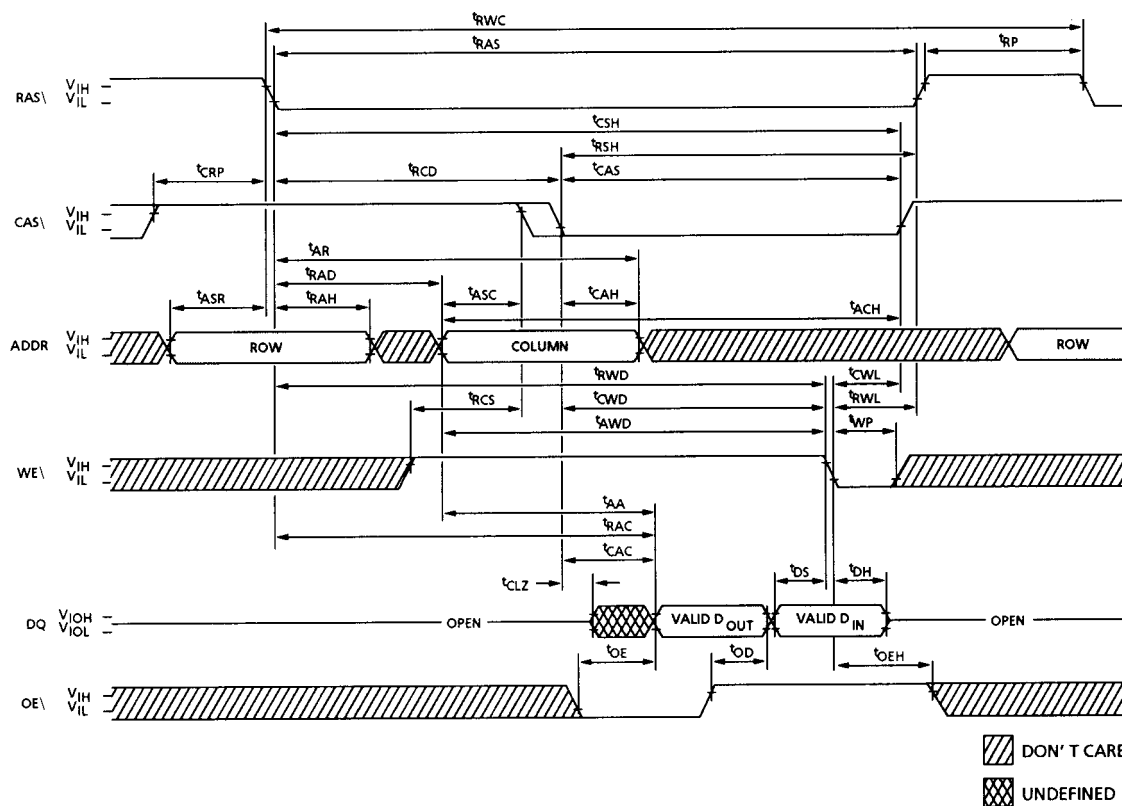 tRWC
tRAS
tRP
RAS\ VIH VIL
tCSH
tRSH
tCRP tRCD tCAS
CAS\ VIH VIL
tAR
tRAD
tASR tRAH tASC tCAH
tACH
ADDR VIH VIL ROW COLUMN ROW
tRWD tCWL
tRCS tCWD tRWL
tAWD tWP
WE\ VIH VIL
tAA
tRAC
tCAC
tCLZ tDS tDH
DQ VIOH VIOL OPEN VALID DOUT VALID DIN OPEN
tOE tOD tOEH
OE\ VIH VIL
DON'T CARE
UNDEFINED